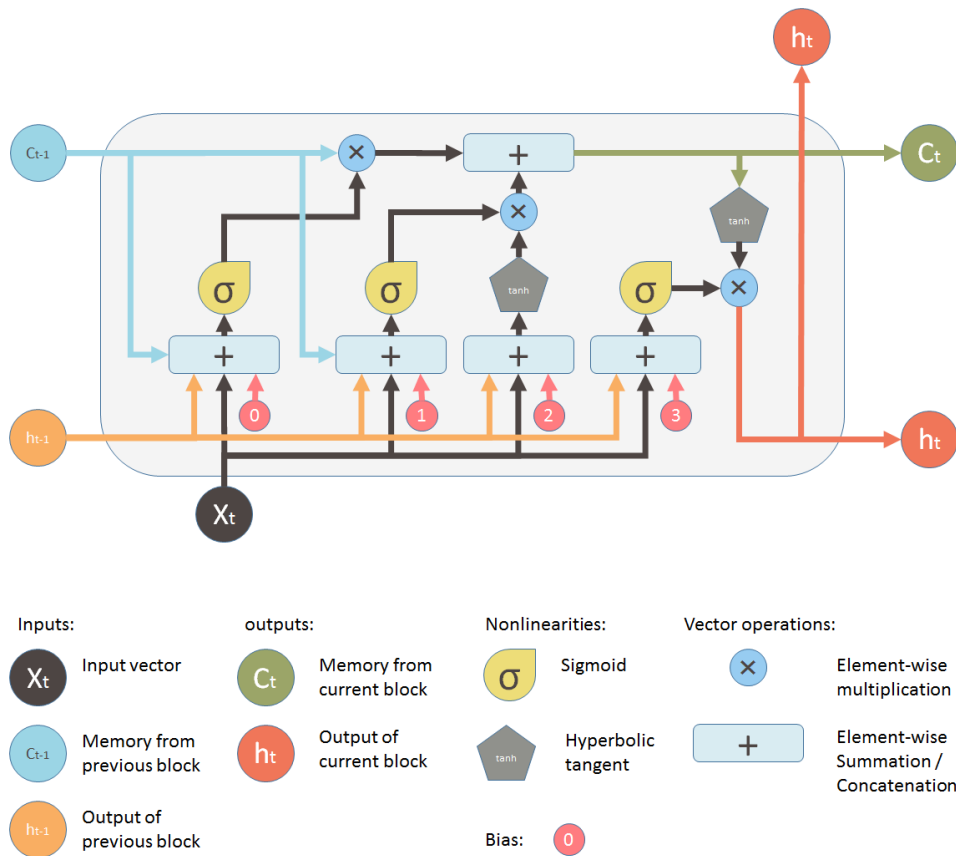 ht
Ct-1
×
+
Ct
tanh
×
σ
σ
tanh
σ
×
+
+
+
+
0
1
2
3
ht-1
ht
Xt
Inputs:
outputs:
Nonlinearities:
Vector operations:
Xt
Input vector
Ct
Memory from
current block
σ
Sigmoid
×
Element-wise
multiplication
Ct-1
Memory from
previous block
ht
Output of
current block
tanh
Hyperbolic
tangent
+
Element-wise
Summation /
Concatenation
ht-1
Output of
previous block
Bias:
0